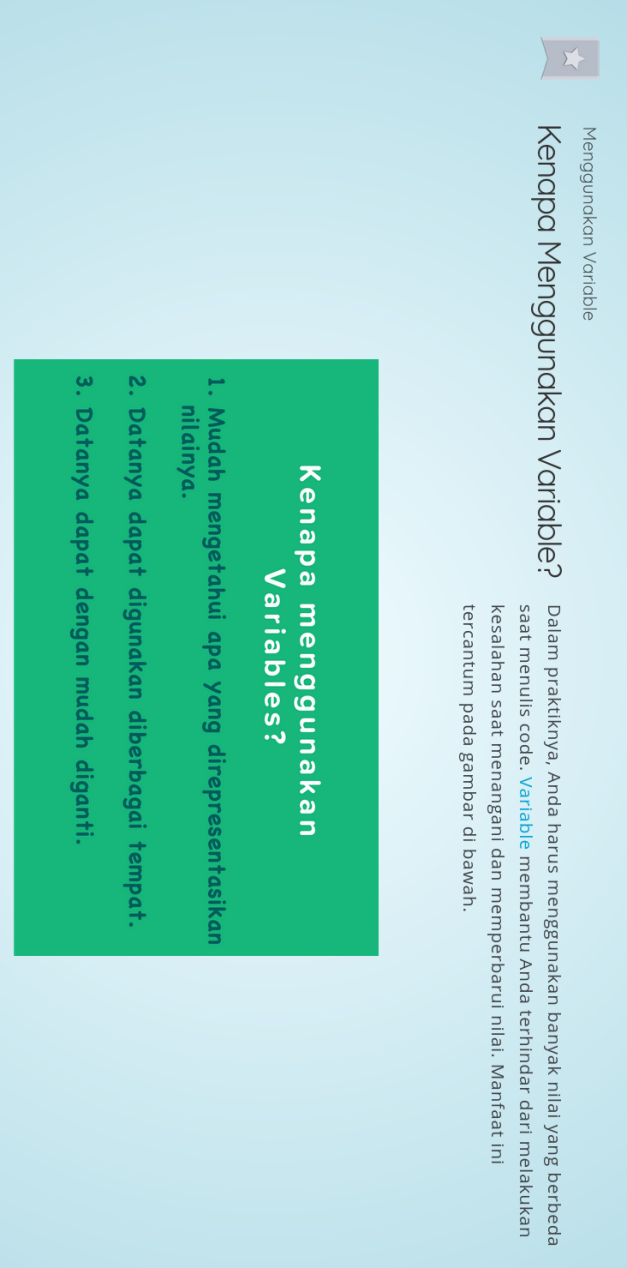 Menggunakan Variable
Kenapa Menggunakan Variable?
Dalam praktiknya, Anda harus menggunakan banyak nilai yang berbeda
saat menulis code. Variable membantu Anda terhindar dari melakukan
kesalahan saat menangani dan memperbarui nilai. Manfaat ini
tercantum pada gambar di bawah.
Kenapa menggunakan
Variables?
1. Mudah mengetahui apa yang direpresentasikan
nilainya.
2. Datanya dapat digunakan diberbagai tempat.
3. Datanya dapat dengan mudah diganti.